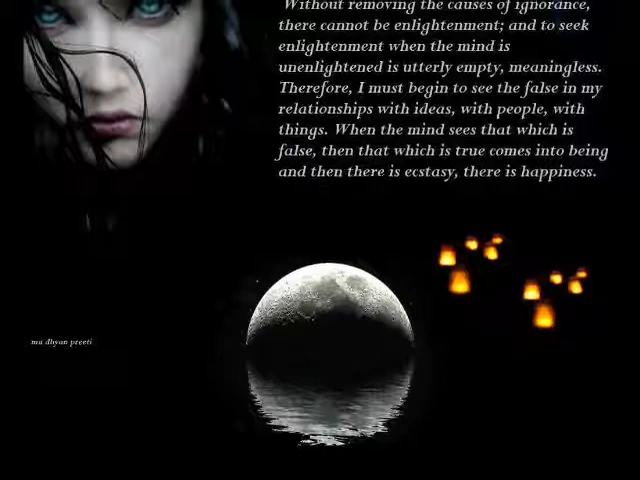 "Without removing the causes of ignorance,
there cannot be enlightenment; and to seek
enlightenment when the mind is
unenlightened is utterly empty, meaningless.
Therefore, I must begin to see the false in my
relationships with ideas, with people, with
things. When the mind sees that which is
false, then that which is true comes into being
and then there is ecstasy, there is happiness.
ma dhyan preeti